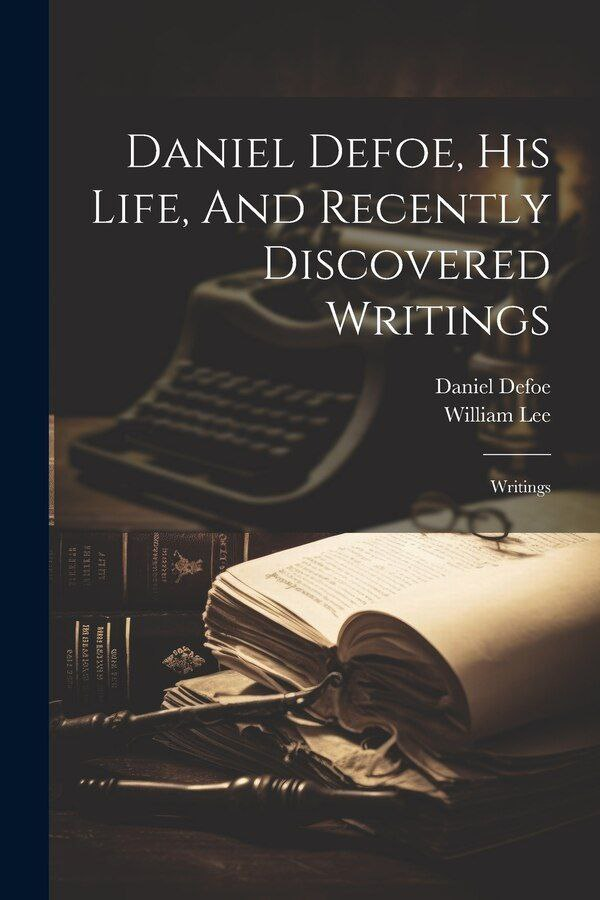 Daniel Defoe, His
Life, And Recently
Discovered
Writings
Daniel Defoe
William Lee
Writings